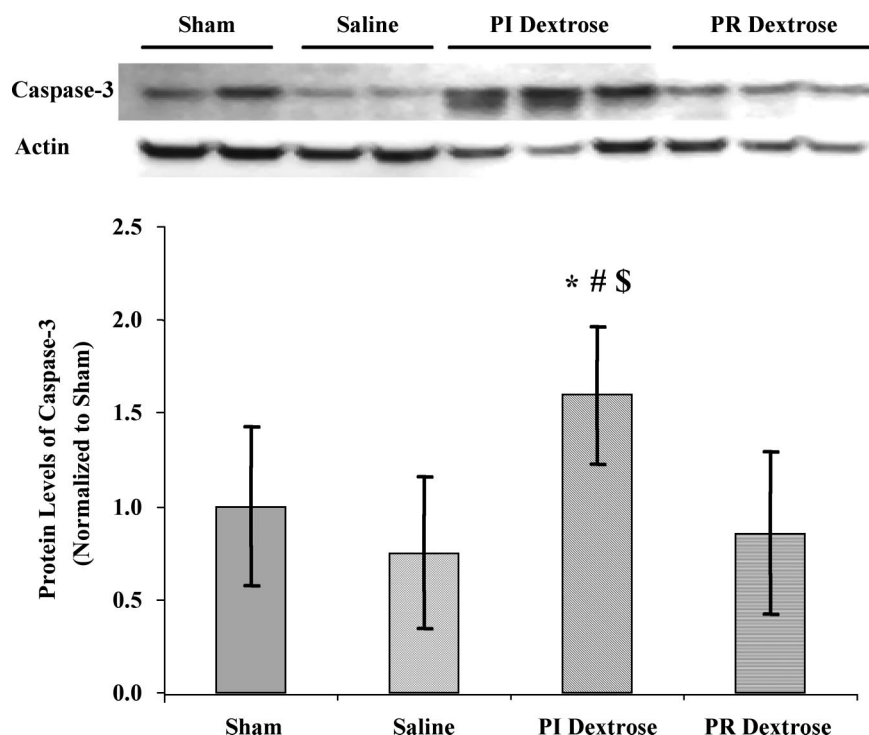 Sham Saline PI Dextrose PR Dextrose
Caspase-3
Actin
Protein Levels of Caspase-3
(Normalized to Sham)
2.5
* # $
2.0
1.5
1.0
0.5
0.0
Sham Saline PI Dextrose PR Dextrose